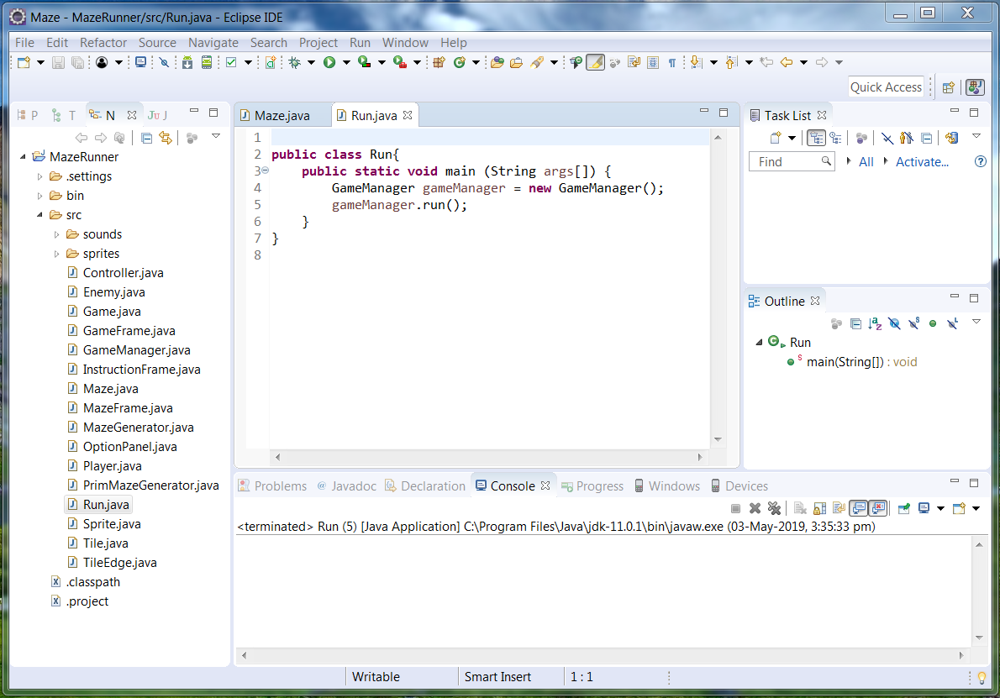 Maze - MazeRunner/src/Run.java - Eclipse IDE
File Edit Refactor Source Navigate Search Project Run Window Help
Quick Access
P T N Ju J
MazeRunner
.settings
bin
src
sounds
sprites
Controller.java
Enemy.java
Game.java
GameFrame.java
GameManager.java
InstructionFrame.java
Maze.java
MazeFrame.java
MazeGenerator.java
OptionPanel.java
Player.java
PrimMazeGenerator.java
Run.java
Sprite.java
Tile.java
TileEdge.java
.classpath
.project
Maze.java Run.java
1
2 public class Run{
3 public static void main (String args[]) {
4 GameManager gameManager = new GameManager();
5 gameManager.run();
6 }
7 }
8
Task List
Find All Activate...
Outline
Run
main(String[]) : void
Problems @ Javadoc Declaration Console Progress Windows Devices
<terminated> Run (5) [Java Application] C:\Program Files\Java\jdk-11.0.1\bin\javaw.exe (03-May-2019, 3:35:33 pm)
Writable Smart Insert 1 : 1